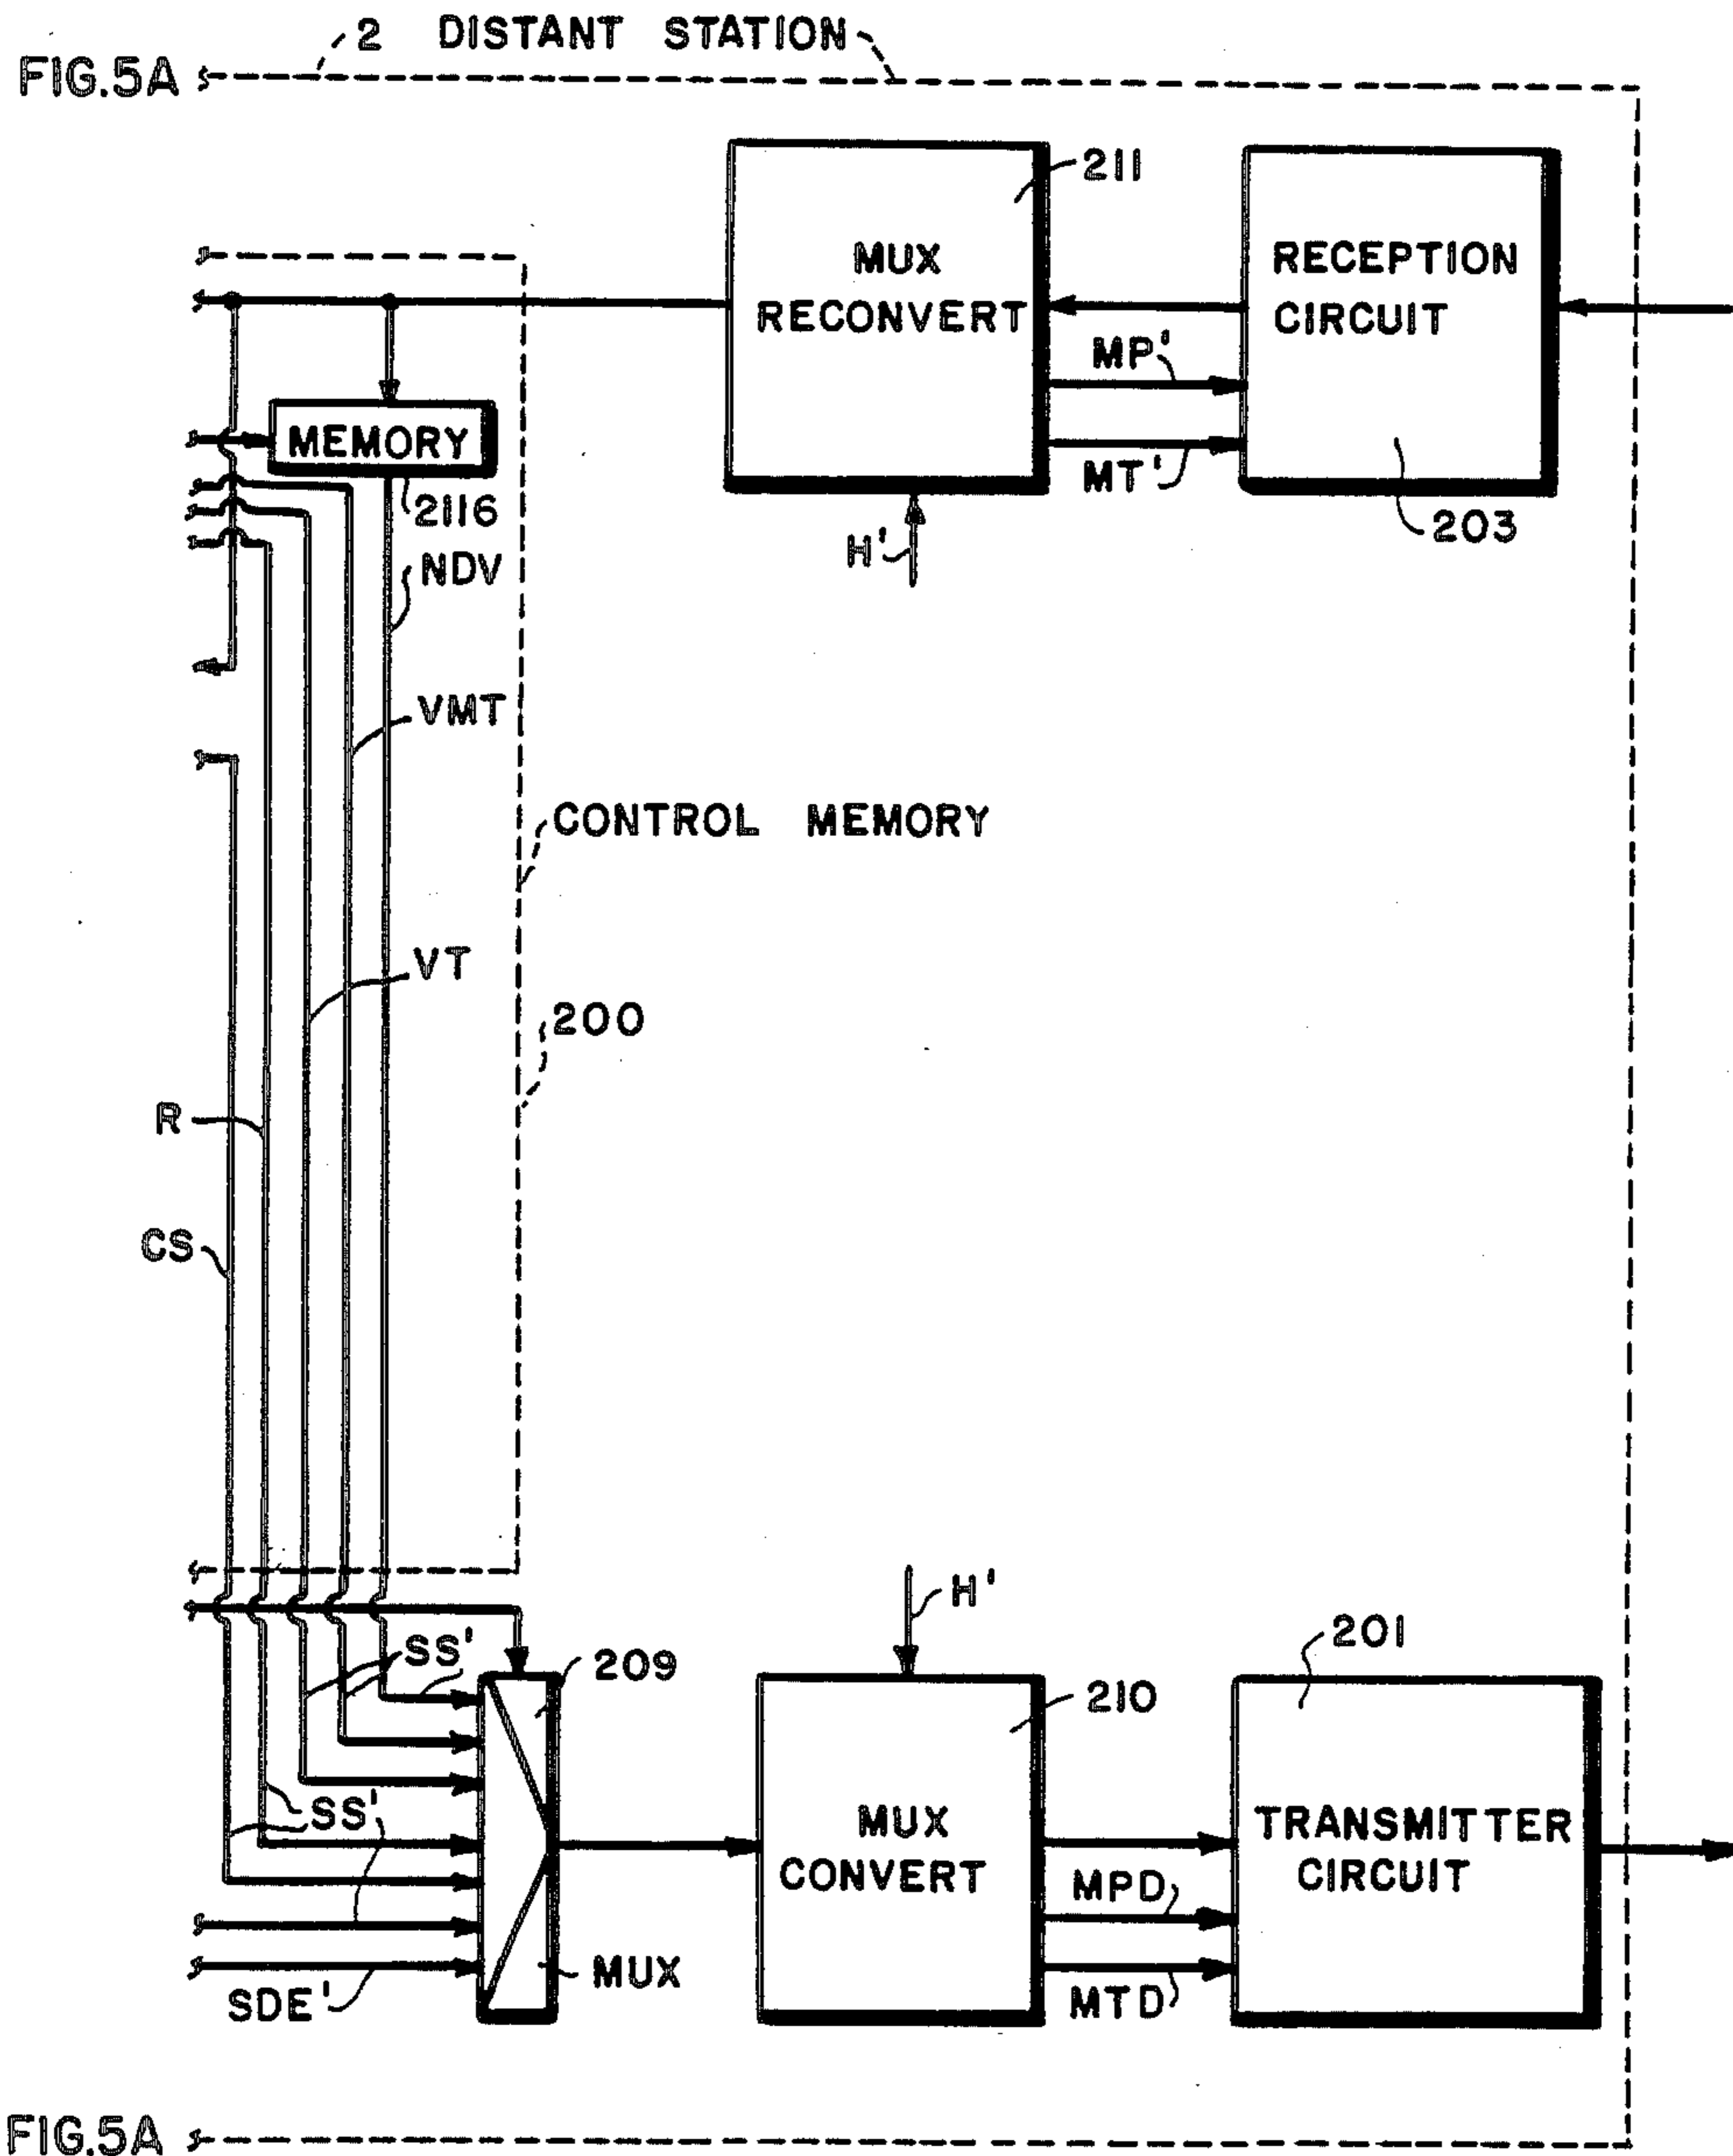 2 DISTANT STATION
FIG.5A
211
MUX
RECONVERT
RECEPTION
CIRCUIT
MP'
MT'
203
H'
MEMORY
2116
NDV
VMT
CONTROL MEMORY
VT
200
R
CS
H'
SS'
209
210
201
SS'
MUX
CONVERT
TRANSMITTER
CIRCUIT
MPD
MTD
MUX
SDE'
FIG.5A